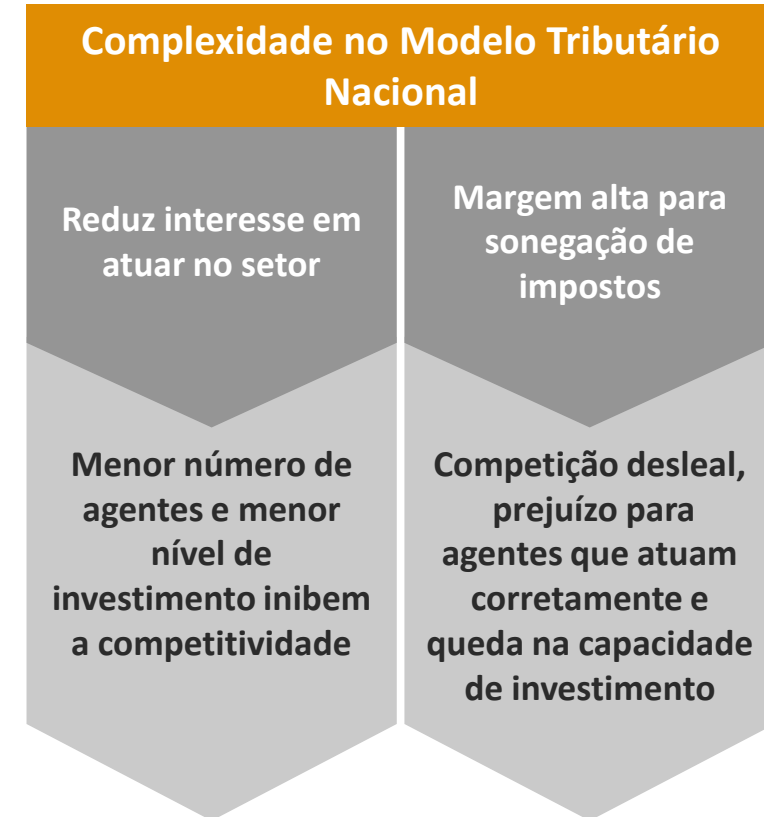 Complexidade no Modelo Tributário
Nacional
Reduz interesse em
atuar no setor
Margem alta para
sonegação de
impostos
Menor número de
agentes e menor
nível de
investimento inibem
a competitividade
Competição desleal,
prejuízo para
agentes que atuam
corretamente e
queda na capacidade
de investimento